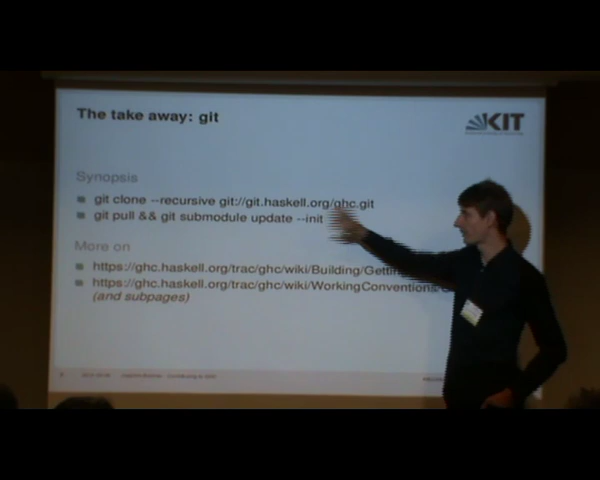 The take away: git
KIT
Synopsis
git clone --recursive git://git.haskell.org/ghc.git
git pull && git submodule update --init
More on
https://ghc.haskell.org/trac/ghc/wiki/Building/Getting
https://ghc.haskell.org/trac/ghc/wiki/WorkingConventions/
(and subpages)